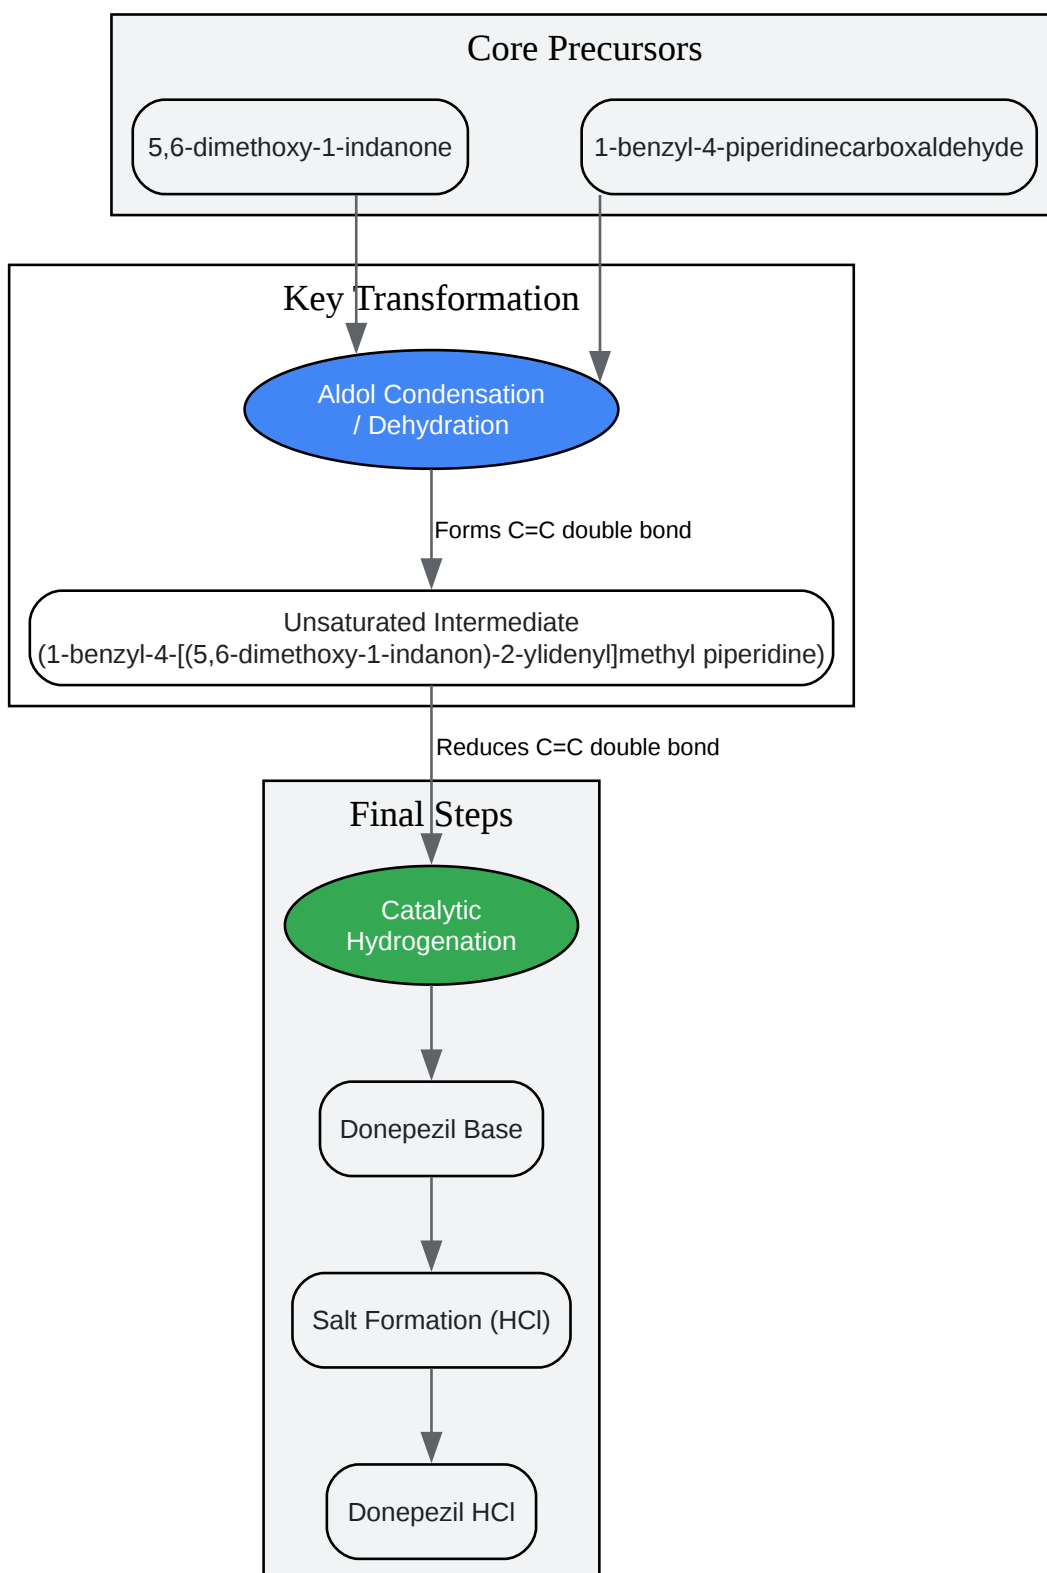 Core Precursors
5,6-dimethoxy-1-indanone
1-benzyl-4-piperidinecarboxaldehyde
Key Transformation
Aldol Condensation
/ Dehydration
Forms C=C double bond
Unsaturated Intermediate
(1-benzyl-4-[(5,6-dimethoxy-1-indanon)-2-ylidenyl]methyl piperidine)
Reduces C=C double bond
Final Steps
Catalytic
Hydrogenation
Donepezil Base
Salt Formation (HCl)
Donepezil HCl